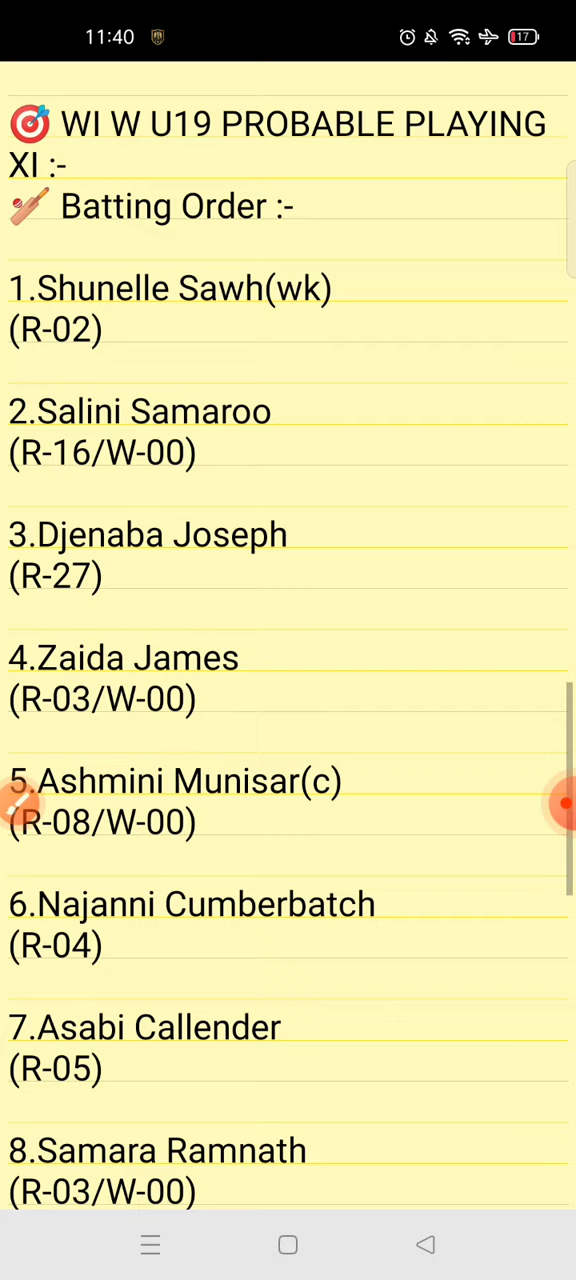 11:40
17
🎯 WI W U19 PROBABLE PLAYING
XI :-
🏏 Batting Order :-
1.Shunelle Sawh(wk)
(R-02)
2.Salini Samaroo
(R-16/W-00)
3.Djenaba Joseph
(R-27)
4.Zaida James
(R-03/W-00)
5.Ashmini Munisar(c)
(R-08/W-00)
6.Najanni Cumberbatch
(R-04)
7.Asabi Callender
(R-05)
8.Samara Ramnath
(R-03/W-00)